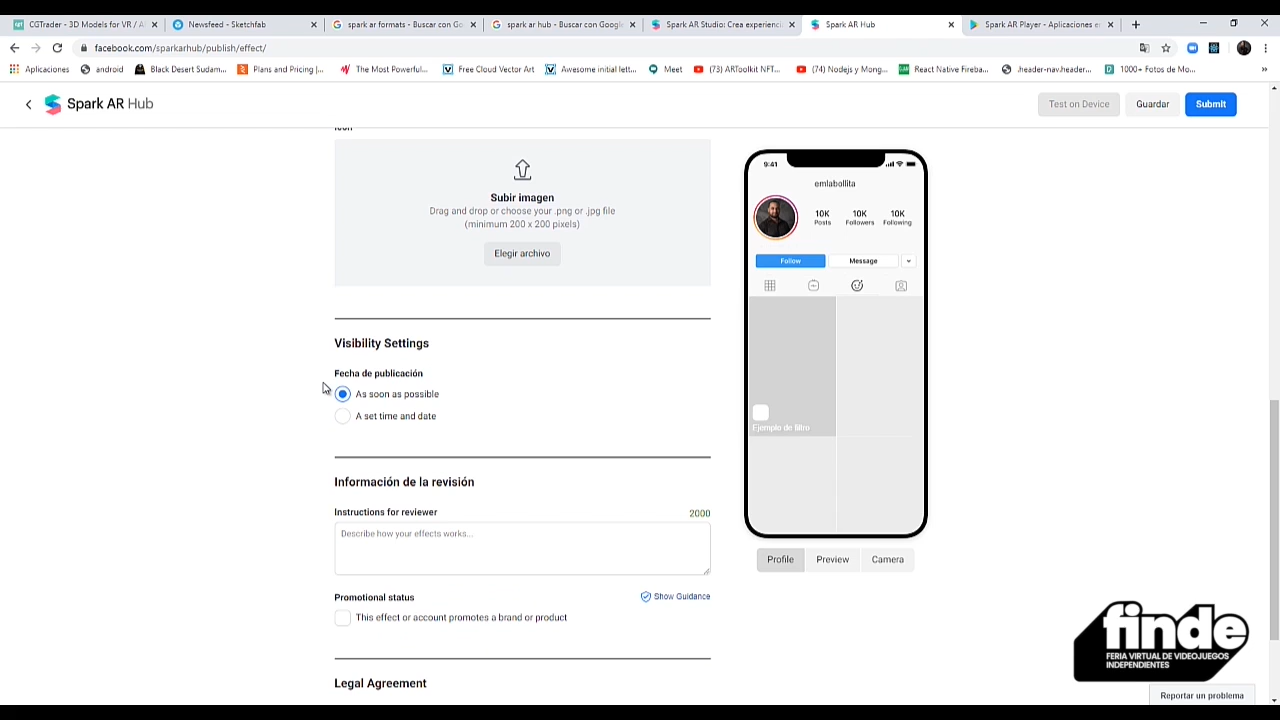 CGTrader - 3D Models for VR / A
Newsfeed - Sketchfab
spark ar formats - Buscar con Go
spark ar hub - Buscar con Google
Spark AR Studio: Crea experienci
Spark AR Hub
Spark AR Player - Aplicaciones e
facebook.com/sparkarhub/publish/effect/
Aplicaciones
android
Black Desert Sudam...
Plans and Pricing |...
The Most Powerful...
Free Cloud Vector Art
Awesome initial lett...
Meet
(73) ARToolkit NFT...
(74) Nodejs y Mong...
React Native Fireba...
.header-nav.header...
1000+ Fotos de Mo...
»
Spark AR Hub
Test on Device
Guardar
Submit
Icon
Subir imagen
Drag and drop or choose your .png or .jpg file
(minimum 200 x 200 pixels)
Elegir archivo
Visibility Settings
Fecha de publicación
As soon as possible
A set time and date
Información de la revisión
Instructions for reviewer
2000
Describe how your effects works...
Promotional status
Show Guidance
This effect or account promotes a brand or product
Legal Agreement
9:41
emlabollita
10K 10K 10K
Posts Followers Following
Follow
Message
Ejemplo de filtro
Profile
Preview
Camera
finde
FERIA VIRTUAL DE VIDEOJUEGOS
INDEPENDIENTES
Reportar un problema